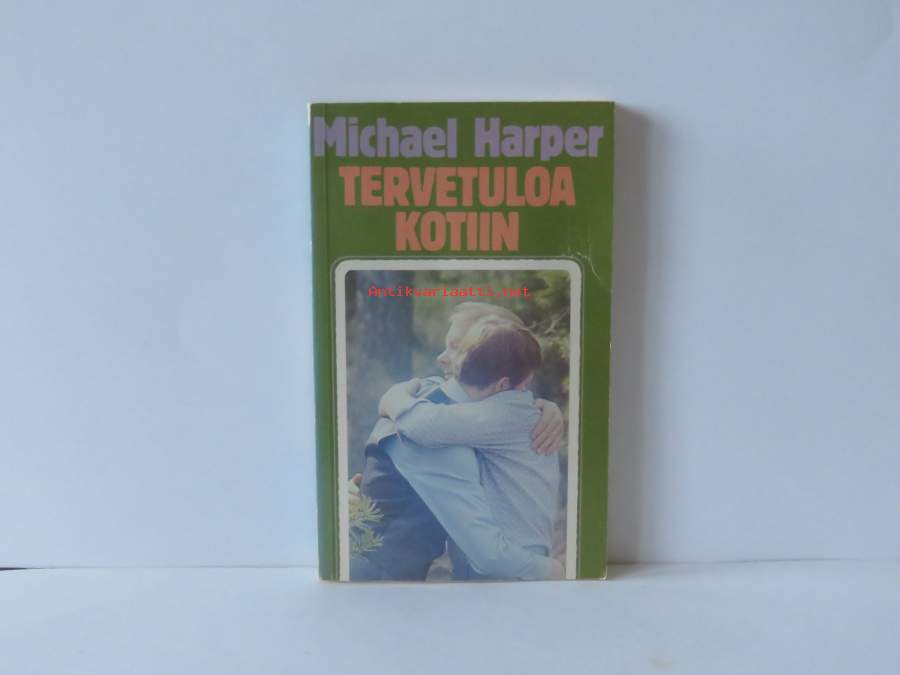 Michael Harper
TERVETULOA
KOTIIN
Antikvariaatti.net